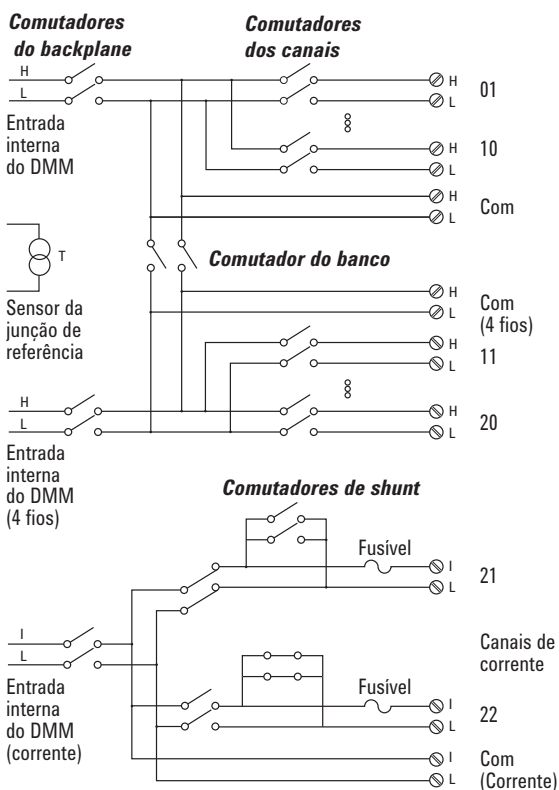 Comutadores
do backplane
Comutadores
dos canais
H
L
H
L
01
Entrada
interna
do DMM
H
L
10
H
L
Com
T
Comutador do banco
Sensor da
junção de
referência
H
L
Com
(4 fios)
H
L
11
H
L
H
L
20
Entrada
interna
do DMM
(4 fios)
Comutadores de shunt
Fusível
I
L
21
I
L
Canais de
corrente
Entrada
interna
do DMM
(corrente)
Fusível
I
L
22
I
L
Com
(Corrente)